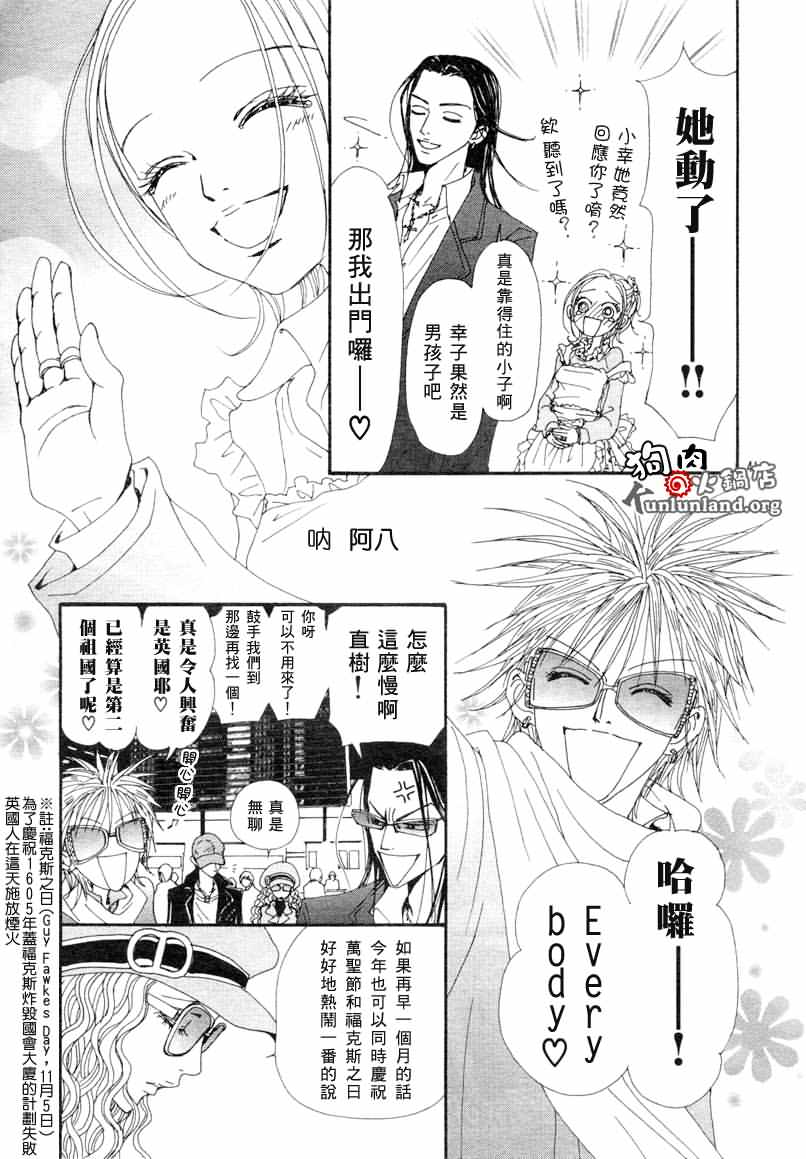 她動了——!!
小幸她竟然
回應你了唷?
欸 聽到了嗎?
真是靠得住的小子啊
幸子果然是
男孩子吧
那我出門囉——♡
狗肉
火鍋店
Kunlunland.org
吶 阿八
哈囉——!
Every
body♡
怎麼
這麼慢啊
直樹!
你呀
可以不用來了!
鼓手我們到
那邊再找一個!
真是令人興奮
是英國耶♡
已經算是第二
個祖國了呢♡
開心開心
真是
無聊
如果再早一個月的話
今年也可以同時慶祝
萬聖節和福克斯之日
好好地熱鬧一番的說
※註:福克斯之日(Guy Fawkes Day,11月5日)
為了慶祝1605年蓋福克斯炸毀國會大廈的計劃失敗
英國人在這天施放煙火